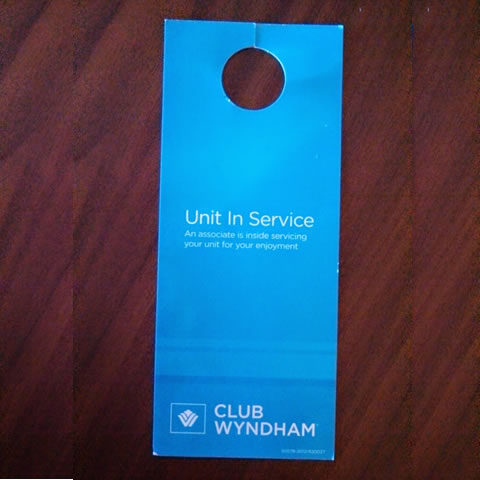 Unit In Service
An associate is inside servicing
your unit for your enjoyment
CLUB
WYNDHAM